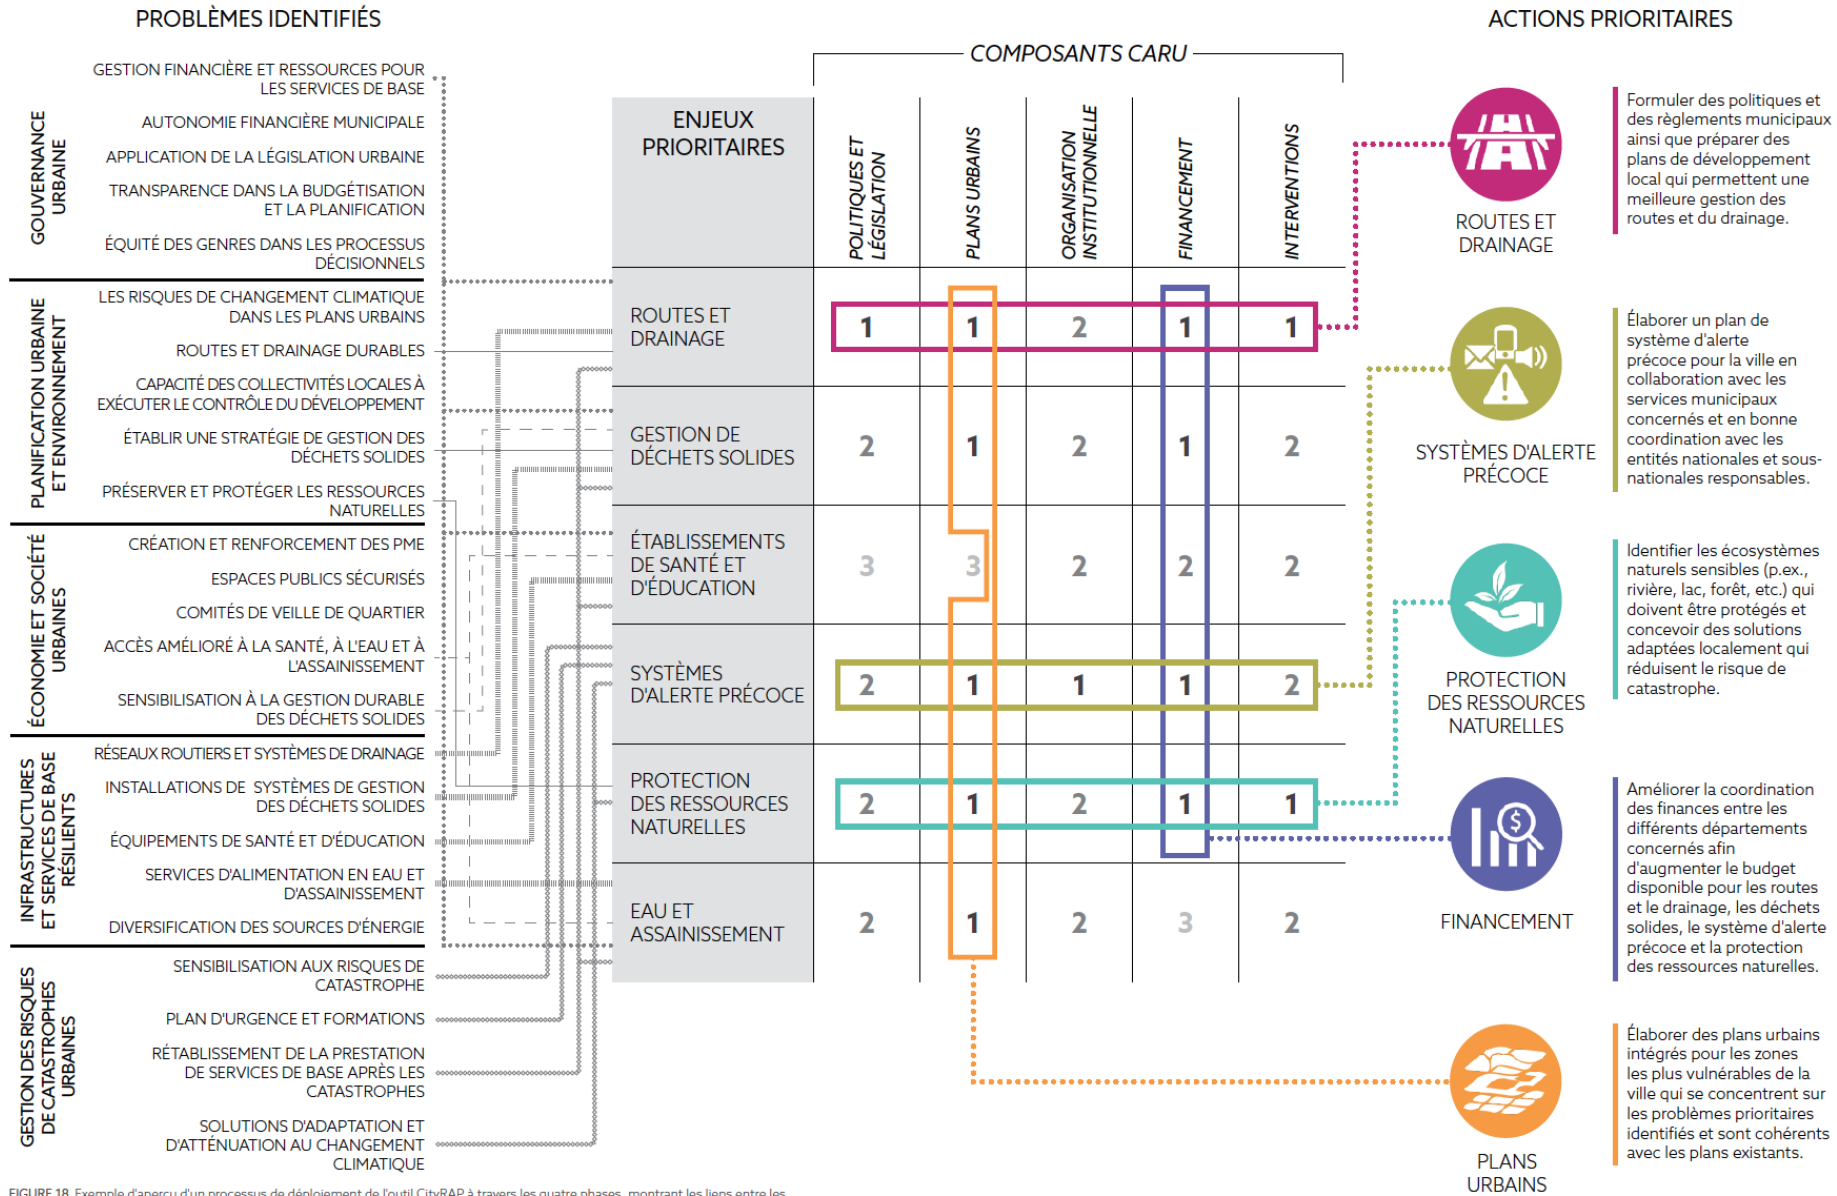 PROBLÈMES IDENTIFIÉS
GOUVERNANCE
URBAINE
GESTION FINANCIÈRE ET RESSOURCES POUR
LES SERVICES DE BASE
AUTONOMIE FINANCIÈRE MUNICIPALE
APPLICATION DE LA LÉGISLATION URBAINE
TRANSPARENCE DANS LA BUDGÉTISATION
ET LA PLANIFICATION
ÉQUITÉ DES GENRES DANS LES PROCESSUS
DÉCISIONNELS
PLANIFICATION URBAINE
ET ENVIRONNEMENT
LES RISQUES DE CHANGEMENT CLIMATIQUE
DANS LES PLANS URBAINS
ROUTES ET DRAINAGE DURABLES
CAPACITÉ DES COLLECTIVITÉS LOCALES À
EXÉCUTER LE CONTRÔLE DU DÉVELOPPEMENT
ÉTABLIR UNE STRATÉGIE DE GESTION DES
DÉCHETS SOLIDES
PRÉSERVER ET PROTÉGER LES RESSOURCES
NATURELLES
ÉCONOMIE ET SOCIÉTÉ
URBAINES
CRÉATION ET RENFORCEMENT DES PME
ESPACES PUBLICS SÉCURISÉS
COMITÉS DE VEILLE DE QUARTIER
ACCÈS AMÉLIORÉ À LA SANTÉ, À L'EAU ET À
L'ASSAINISSEMENT
SENSIBILISATION À LA GESTION DURABLE
DES DÉCHETS SOLIDES
INFRASTRUCTURES
ET SERVICES DE BASE
RÉSILIENTS
RÉSEAUX ROUTIERS ET SYSTÈMES DE DRAINAGE
INSTALLATIONS DE SYSTÈMES DE GESTION
DES DÉCHETS SOLIDES
ÉQUIPEMENTS DE SANTÉ ET D'ÉDUCATION
SERVICES D'ALIMENTATION EN EAU ET
D'ASSAINISSEMENT
DIVERSIFICATION DES SOURCES D'ÉNERGIE
GESTION DES RISQUES
DE CATASTROPHES
URBAINES
SENSIBILISATION AUX RISQUES DE
CATASTROPHE
PLAN D'URGENCE ET FORMATIONS
RÉTABLISSEMENT DE LA PRESTATION
DE SERVICES DE BASE APRÈS LES
CATASTROPHES
SOLUTIONS D'ADAPTATION ET
D'ATTÉNUATION AU CHANGEMENT
CLIMATIQUE
COMPOSANTS CARU
ENJEUX
PRIORITAIRES
POLITIQUES ET
LÉGISLATION
PLANS URBAINS
ORGANISATION
INSTITUTIONNELLE
FINANCEMENT
INTERVENTIONS
ROUTES ET
DRAINAGE
1 1 2 1 1
GESTION DE
DÉCHETS SOLIDES
2 1 2 1 2
ÉTABLISSEMENTS
DE SANTÉ ET
D'ÉDUCATION
3 3 2 2 2
SYSTÈMES
D'ALERTE PRÉCOCE
2 1 1 1 2
PROTECTION
DES RESSOURCES
NATURELLES
2 1 2 1 1
EAU ET
ASSAINISSEMENT
2 1 2 3 2
ACTIONS PRIORITAIRES
ROUTES ET
DRAINAGE
Formuler des politiques et
des règlements municipaux
ainsi que préparer des
plans de développement
local qui permettent une
meilleure gestion des
routes et du drainage.
SYSTÈMES D'ALERTE
PRÉCOCE
Élaborer un plan de
système d'alerte
précoce pour la ville en
collaboration avec les
services municipaux
concernés et en bonne
coordination avec les
entités nationales et sous-
nationales responsables.
PROTECTION
DES RESSOURCES
NATURELLES
Identifier les écosystèmes
naturels sensibles (p.ex.,
rivière, lac, forêt, etc.) qui
doivent être protégés et
concevoir des solutions
adaptées localement qui
réduisent le risque de
catastrophe.
$
FINANCEMENT
Améliorer la coordination
des finances entre les
différents départements
concernés afin
d'augmenter le budget
disponible pour les routes
et le drainage, les déchets
solides, le système d'alerte
précoce et la protection
des ressources naturelles.
PLANS
URBAINS
Élaborer des plans urbains
intégrés pour les zones
les plus vulnérables de la
ville qui se concentrent sur
les problèmes prioritaires
identifiés et sont cohérents
avec les plans existants.
FIGURE 18. Exemple d'aperçu d'un processus de déploiement de l'outil CityRAP à travers les quatre phases, montrant les liens entre les